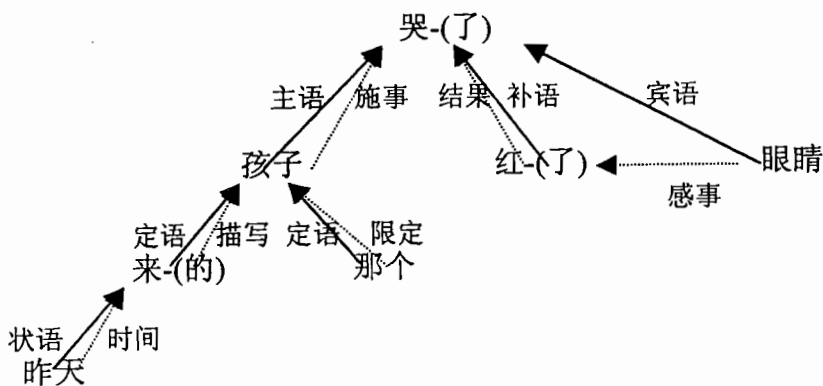 哭-(了)
主语 施事 结果 补语 宾语
孩子 红-(了) 眼睛
感事
定语 描写 定语 限定
来-(的) 那个
状语 时间
昨天